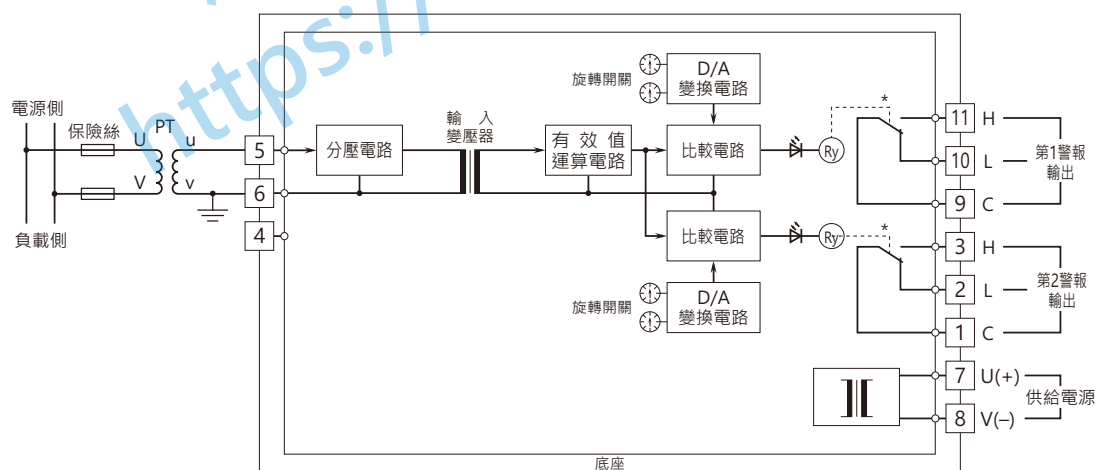 https://
電源側
保險絲
PT
U
u
V
v
負載側
5
6
4
分壓電路
輸 入
變壓器
有 效 值
運算電路
旋轉開關
D/A
變換電路
比較電路
Ry
*
比較電路
Ry
*
旋轉開關
D/A
變換電路
11 H
10 L
9 C
第1警報
輸出
3 H
2 L
1 C
第2警報
輸出
7 U(+)
8 V(–)
供給電源
底座